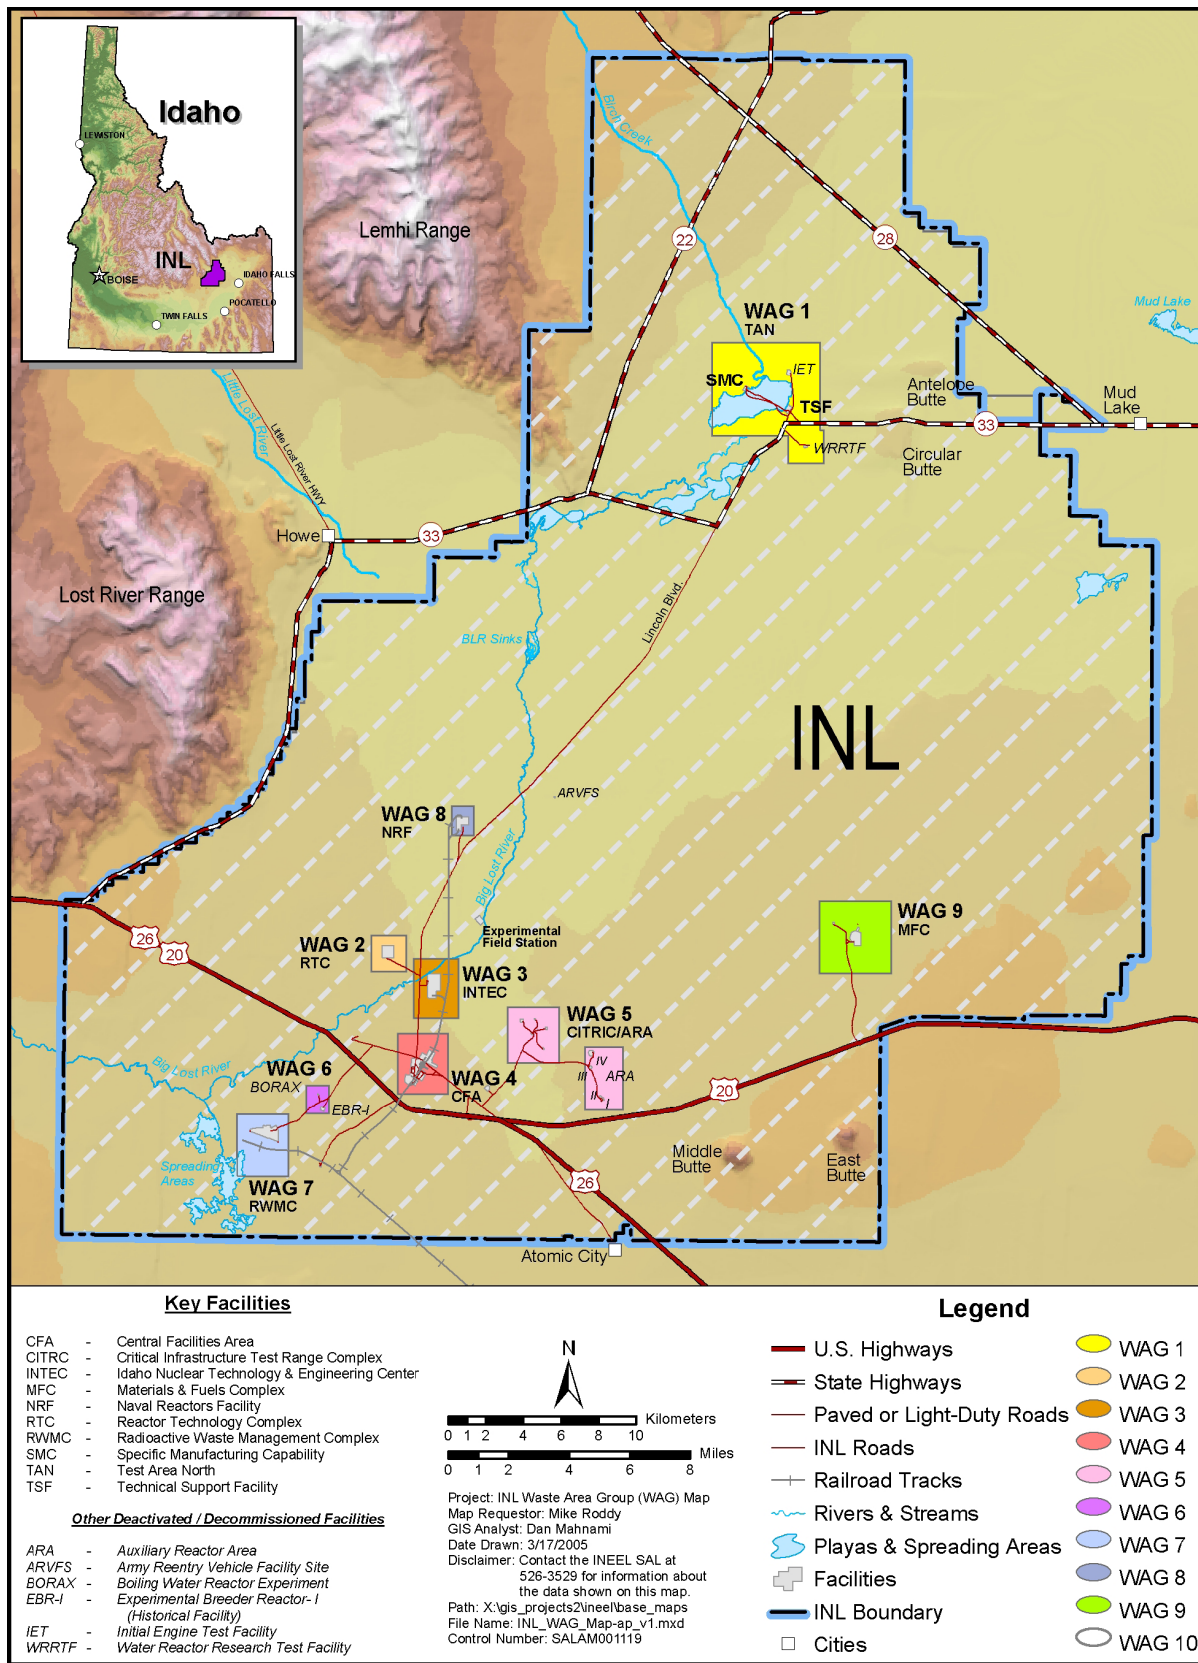 Idaho
LEWISTON
INL
BOISE
IDAHO FALLS
POCATELLO
TWIN FALLS
Birch Creek
Lemhi Range
22
28
Mud Lake
WAG 1
TAN
SMC
IET
TSF
Antelope
Butte
Mud
Lake
33
WRRTF
Circular
Butte
Little Lost River
Little Lost River HWY
Howe
33
Lost River Range
BLR Sinks
Lincoln Blvd.
INL
ARVFS
WAG 8
NRF
Big Lost River
Experimental
Field Station
WAG 9
MFC
26
20
WAG 2
RTC
WAG 3
INTEC
WAG 5
CITRIC/ARA
Big Lost River
WAG 6
BORAX
EBR-I
WAG 4
CFA
IV
III
ARA
II
I
20
Spreading
Areas
WAG 7
RWMC
Middle
Butte
East
Butte
26
Atomic City
Key Facilities
CFA - Central Facilities Area
CITRC - Critical Infrastructure Test Range Complex
INTEC - Idaho Nuclear Technology & Engineering Center
MFC - Materials & Fuels Complex
NRF - Naval Reactors Facility
RTC - Reactor Technology Complex
RWMC - Radioactive Waste Management Complex
SMC - Specific Manufacturing Capability
TAN - Test Area North
TSF - Technical Support Facility
Other Deactivated / Decommissioned Facilities
ARA - Auxiliary Reactor Area
ARVFS - Army Reentry Vehicle Facility Site
BORAX - Boiling Water Reactor Experiment
EBR-I - Experimental Breeder Reactor- I
(Historical Facility)
IET - Initial Engine Test Facility
WRRTF - Water Reactor Research Test Facility
N
0 1 2 4 6 8 10 Kilometers
0 1 2 4 6 8 Miles
Project: INL Waste Area Group (WAG) Map
Map Requestor: Mike Roddy
GIS Analyst: Dan Mahnami
Date Drawn: 3/17/2005
Disclaimer: Contact the INEEL SAL at
526-3529 for information about
the data shown on this map.
Path: X:\gis_projects2\ineel\base_maps
File Name: INL_WAG_Map-ap_v1.mxd
Control Number: SALAM001119
Legend
U.S. Highways
State Highways
Paved or Light-Duty Roads
INL Roads
Railroad Tracks
Rivers & Streams
Playas & Spreading Areas
Facilities
INL Boundary
Cities
WAG 1
WAG 2
WAG 3
WAG 4
WAG 5
WAG 6
WAG 7
WAG 8
WAG 9
WAG 10